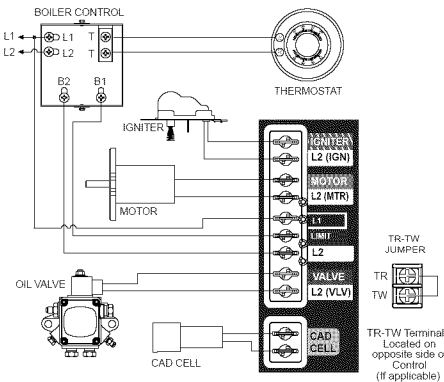 BOILER CONTROL
L1
L1
T
L2
L2
T
THERMOSTAT
B2
B1
IGNITER
IGNITER
L2 (IGN)
MOTOR
L2 (MTR)
MOTOR
L1
LIMIT
L2
TR-TW
JUMPER
OIL VALVE
VALVE
L2 (VLV)
TR
TW
CAD
CELL
CAD CELL
TR-TW Terminal
Located on
opposite side o
Control
(If applicable)